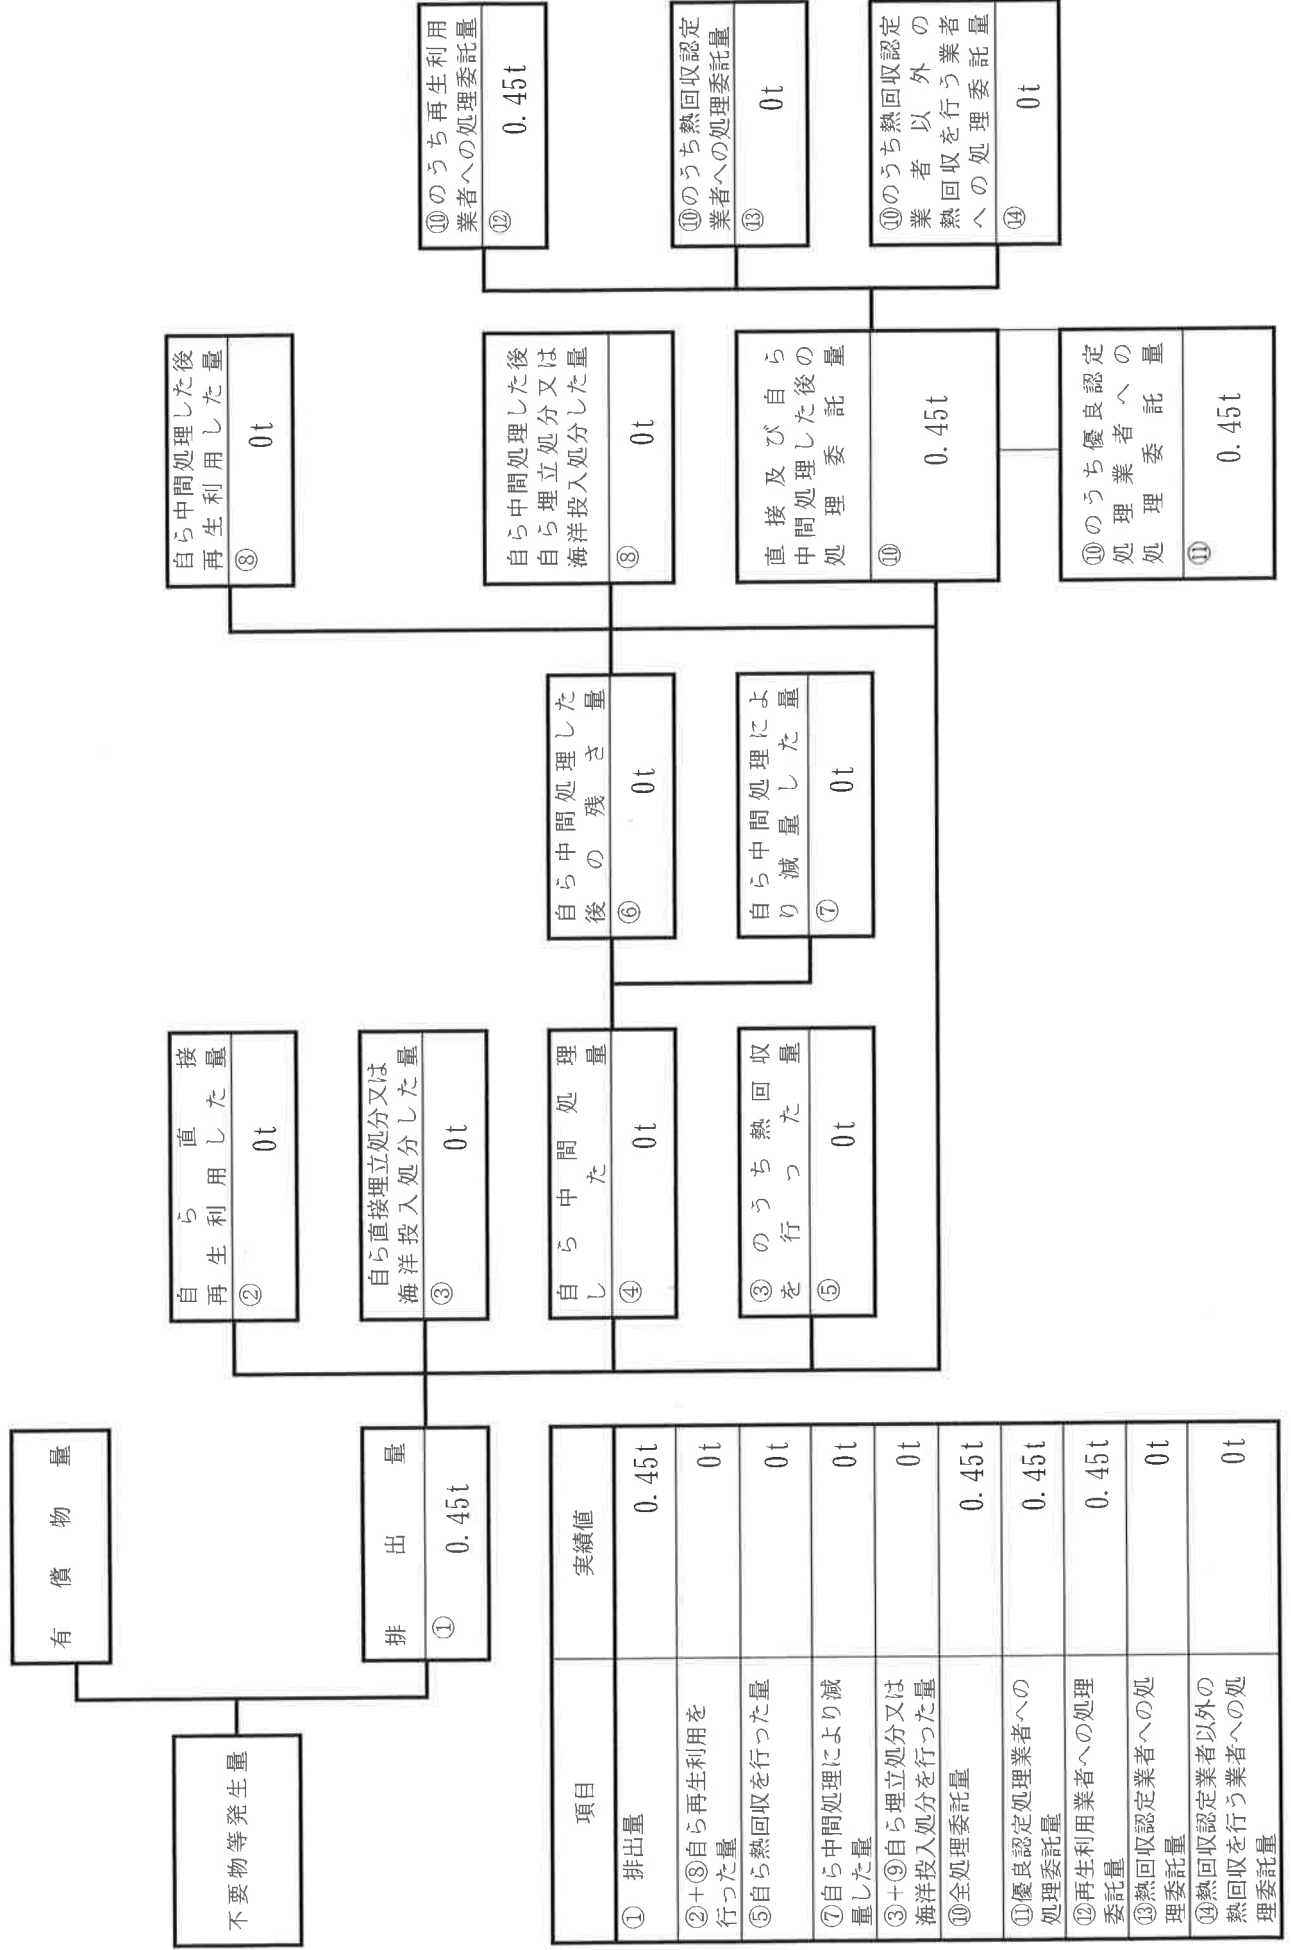 不要物等発生量
有償物量
排出量
① 0.45t
自ら直接
再生利用した量
② 0t
自ら直接埋立処分又は
海洋投入処分した量
③ 0t
自ら中間処理
した量
④ 0t
③のうち熱回収
を行った量
⑤ 0t
自ら中間処理した
後の残さ量
⑥ 0t
自ら中間処理によ
り減量した量
⑦ 0t
自ら中間処理した後
再生利用した量
⑧ 0t
自ら中間処理した後
自ら埋立処分又は
海洋投入処分した量
⑧ 0t
直接及び自ら
中間処理した後の
処理委託量
⑩ 0.45t
⑩のうち優良認定
処理業者への
処理委託量
⑪ 0.45t
⑩のうち再生利用
業者への処理委託量
⑫ 0.45t
⑩のうち熱回収認定
業者への処理委託量
⑬ 0t
⑩のうち熱回収認定
業者以外の
熱回収を行う業者
への処理委託量
⑭ 0t
項目 実績値
① 排出量 0.45t
②+⑧自ら再生利用を
行った量 0t
⑤自ら熱回収を行った量 0t
⑦自ら中間処理により減
量した量 0t
③+⑨自ら埋立処分又は
海洋投入処分を行った量 0t
⑩全処理委託量 0.45t
⑪優良認定処理業者への
処理委託量 0.45t
⑫再生利用業者への処理
委託量 0.45t
⑬熱回収認定業者への処
理委託量 0t
⑭熱回収認定業者以外の
熱回収を行う業者への処
理委託量 0t